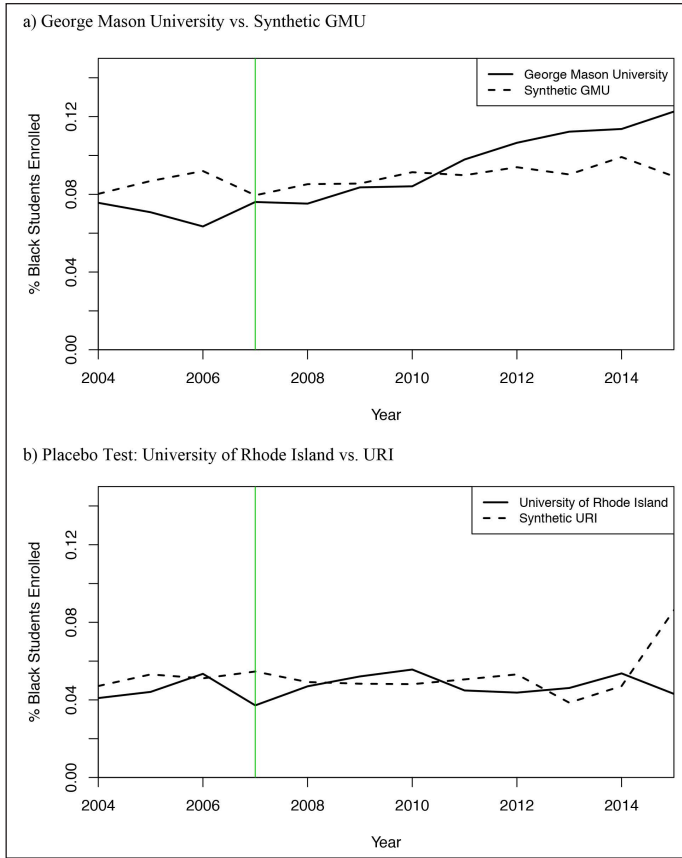 a) George Mason University vs. Synthetic GMU
George Mason University
Synthetic GMU
% Black Students Enrolled
0.12
0.08
0.04
0.00
2004 2006 2008 2010 2012 2014
Year
b) Placebo Test: University of Rhode Island vs. URI
University of Rhode Island
Synthetic URI
% Black Students Enrolled
0.12
0.08
0.04
0.00
2004 2006 2008 2010 2012 2014
Year